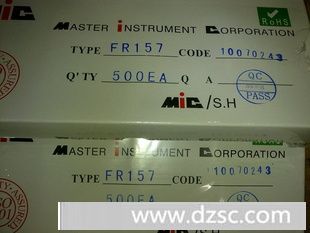 RoHS
MASTER INSTRUMENT CORPORATION
TYPE FR157 CODE 10070243
Q'TY 500EA Q A
QC
PASS
MIC/S.H
MASTER INSTRUMENT CORPORATION
TYPE FR157 CODE 10070243
500EA
www.dzsc.com